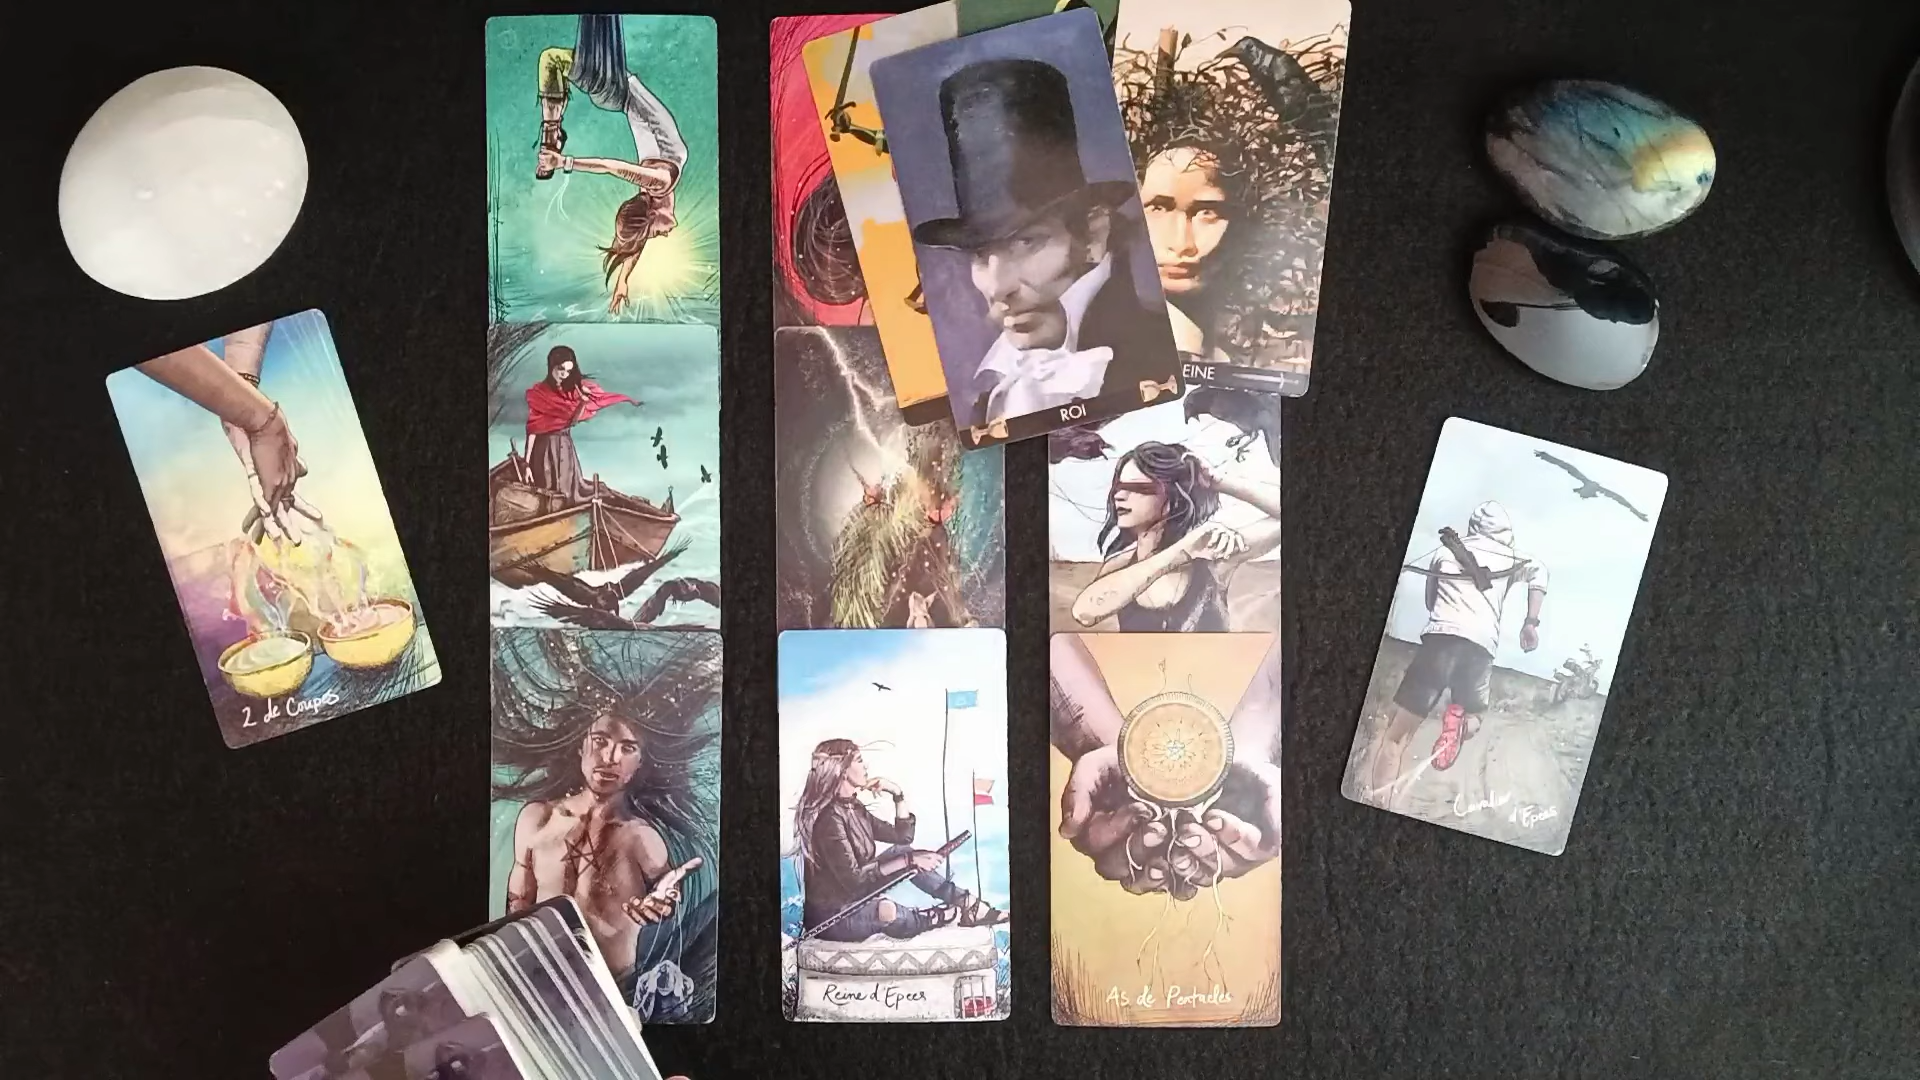 EINE
ROI
2 de Coupes
Cavalier
d'Epees
Reine d'Epees
As de Pentacles